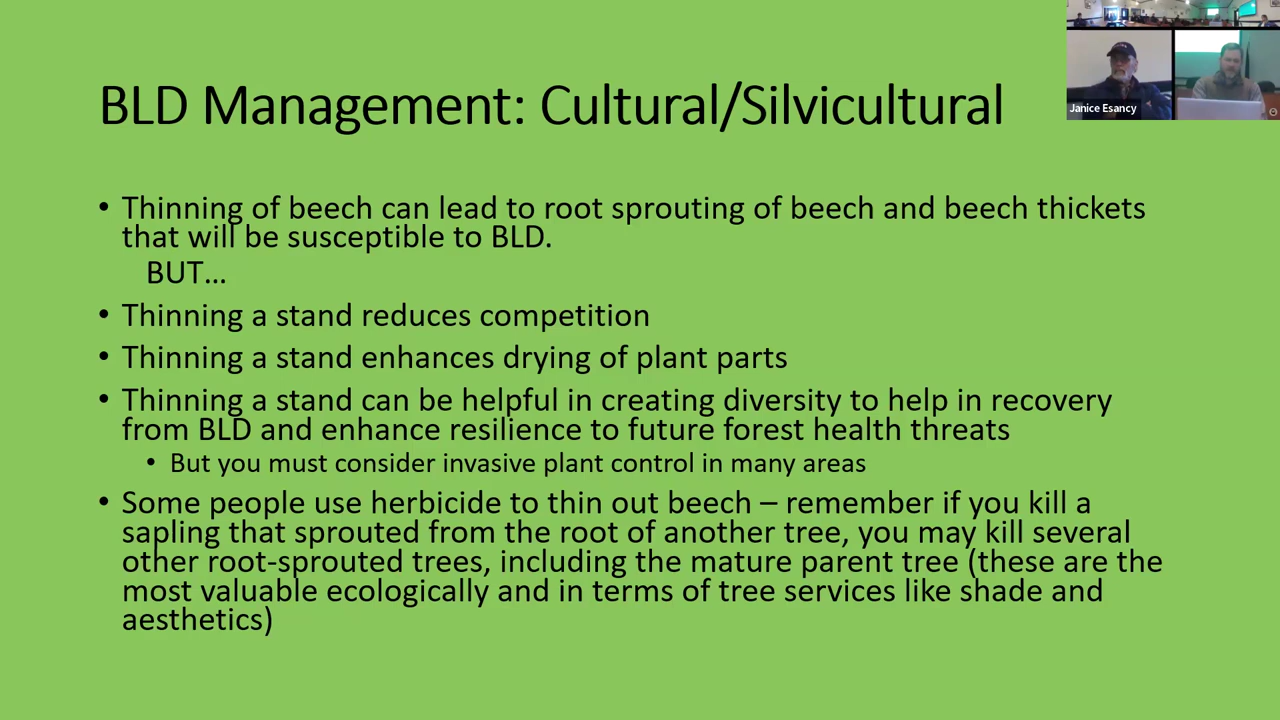 BLD Management: Cultural/Silvicultural
Janice Esancy
• Thinning of beech can lead to root sprouting of beech and beech thickets
that will be susceptible to BLD.
BUT…
• Thinning a stand reduces competition
• Thinning a stand enhances drying of plant parts
• Thinning a stand can be helpful in creating diversity to help in recovery
from BLD and enhance resilience to future forest health threats
• But you must consider invasive plant control in many areas
• Some people use herbicide to thin out beech – remember if you kill a
sapling that sprouted from the root of another tree, you may kill several
other root-sprouted trees, including the mature parent tree (these are the
most valuable ecologically and in terms of tree services like shade and
aesthetics)